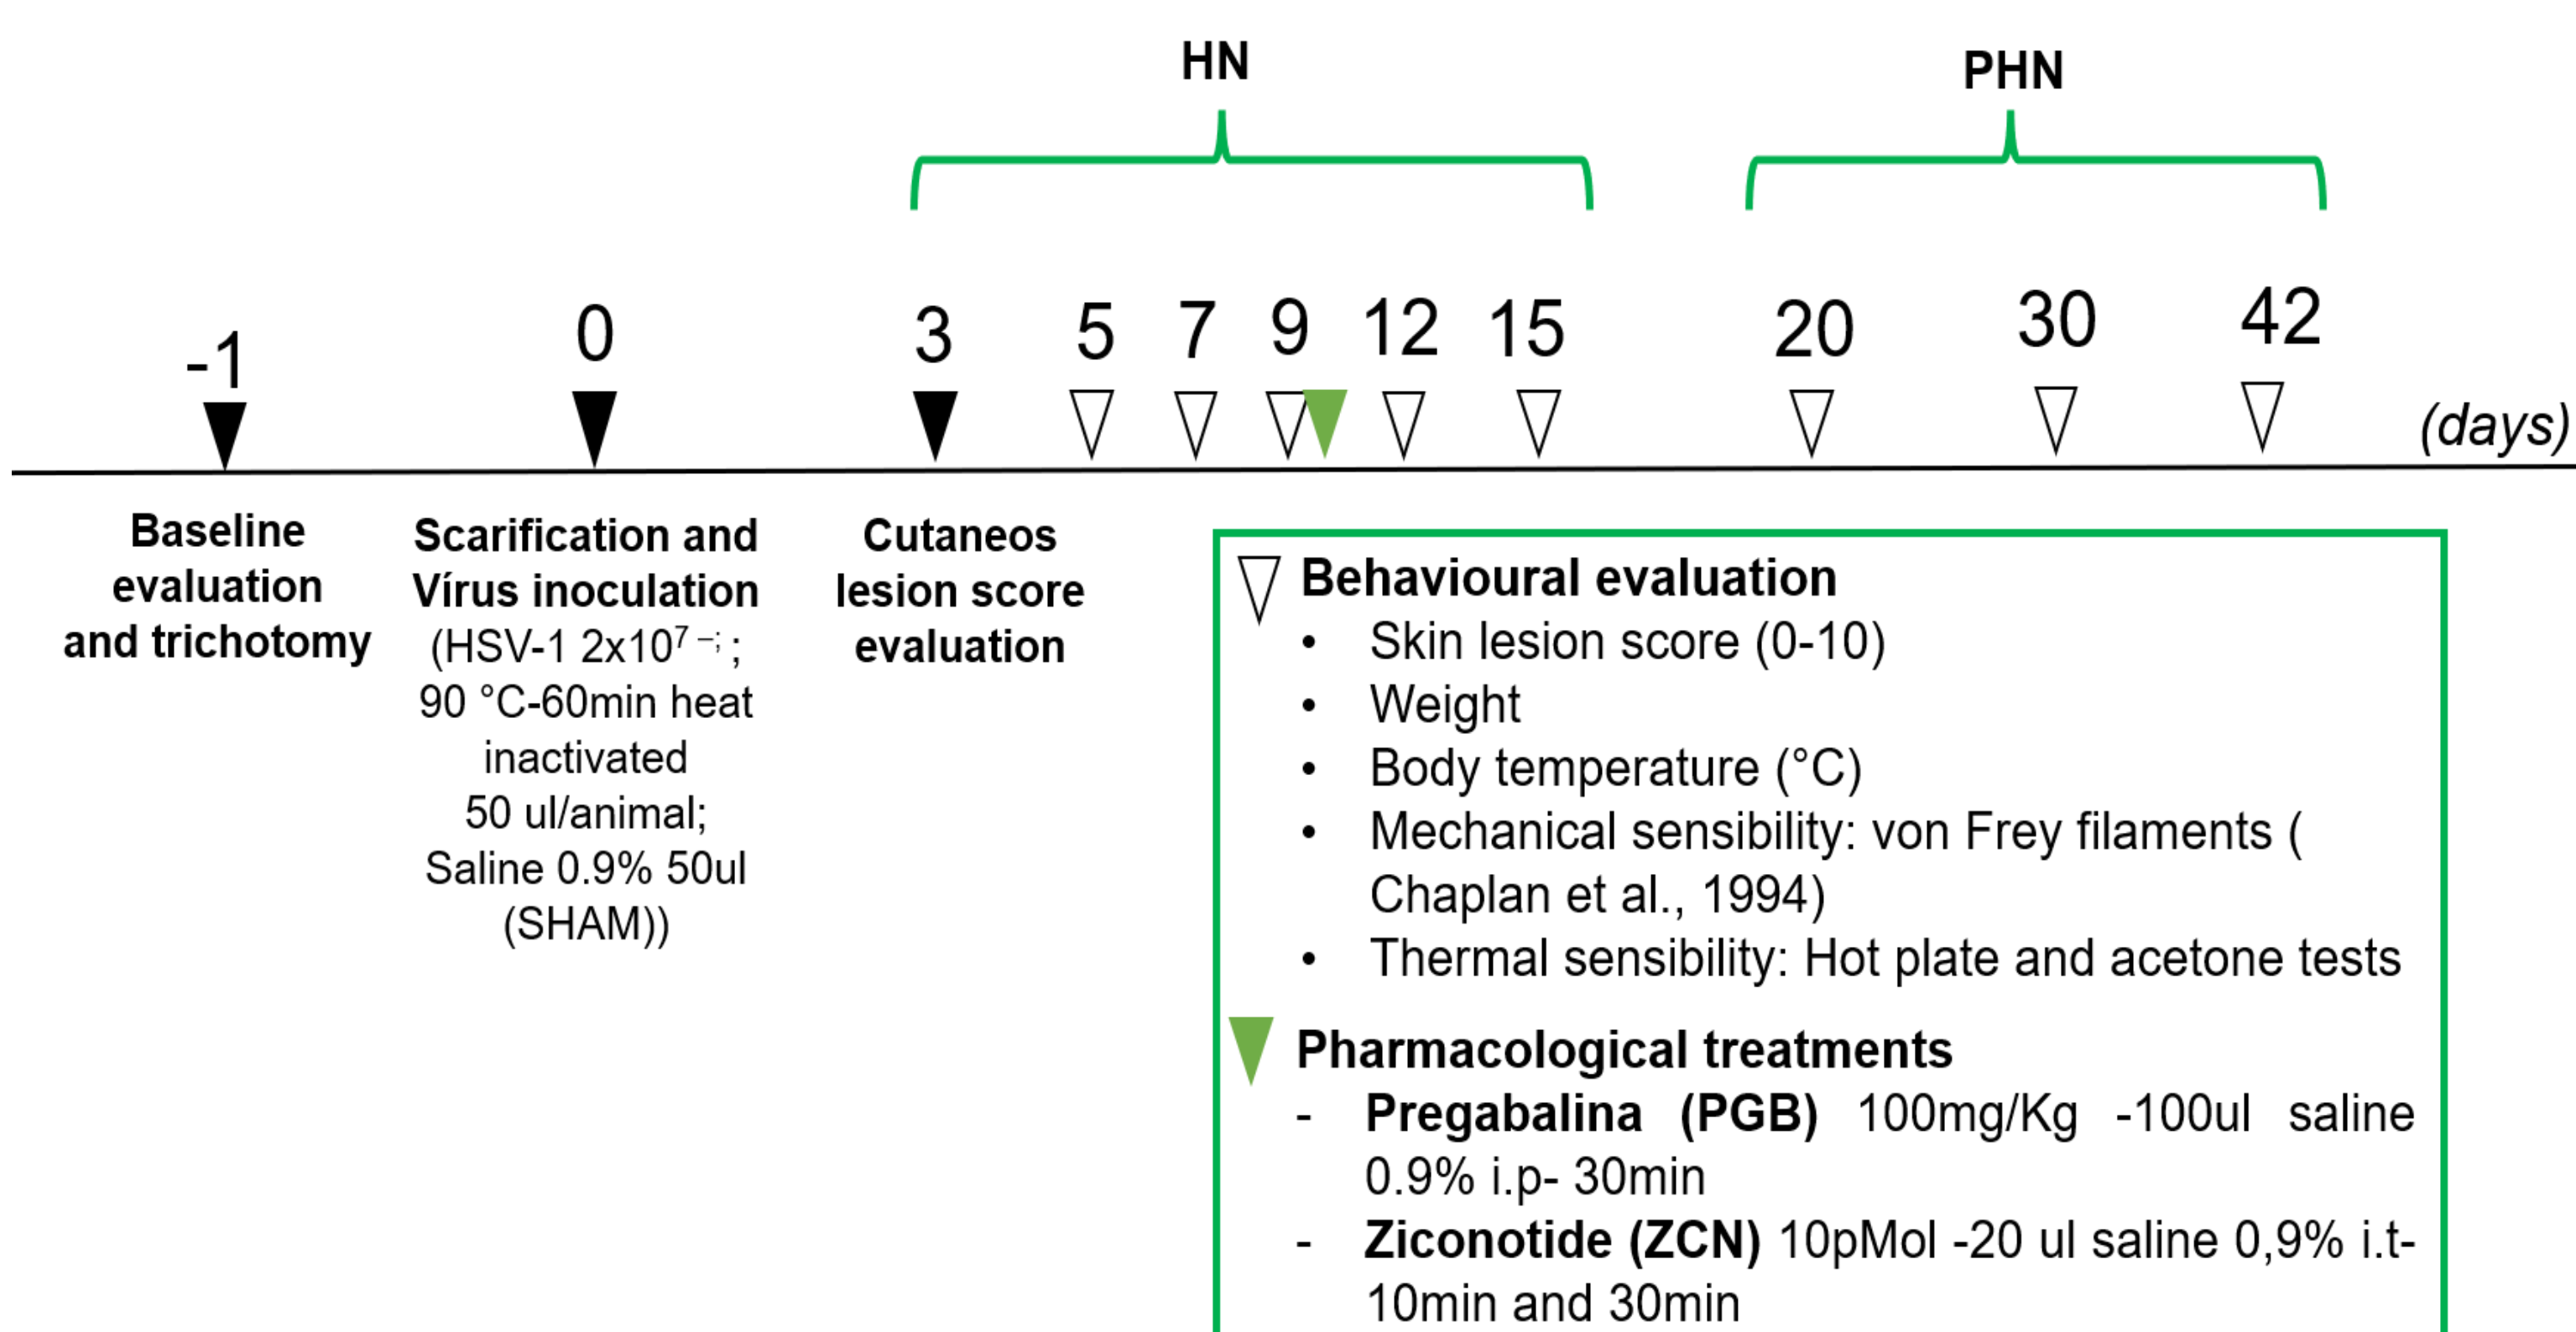 HN
PHN
-1
0
3
5
7
9
12
15
20
30
42
(days)
Baseline
evaluation
and trichotomy
Scarification and
Vírus inoculation
(HSV-1 2x10⁷ ⁻; ;
90 °C-60min heat
inactivated
50 ul/animal;
Saline 0.9% 50ul
(SHAM))
Cutaneos
lesion score
evaluation
Behavioural evaluation
• Skin lesion score (0-10)
• Weight
• Body temperature (°C)
• Mechanical sensibility: von Frey filaments (
Chaplan et al., 1994)
• Thermal sensibility: Hot plate and acetone tests
Pharmacological treatments
- Pregabalina (PGB) 100mg/Kg -100ul saline
0.9% i.p- 30min
- Ziconotide (ZCN) 10pMol -20 ul saline 0,9% i.t-
10min and 30min